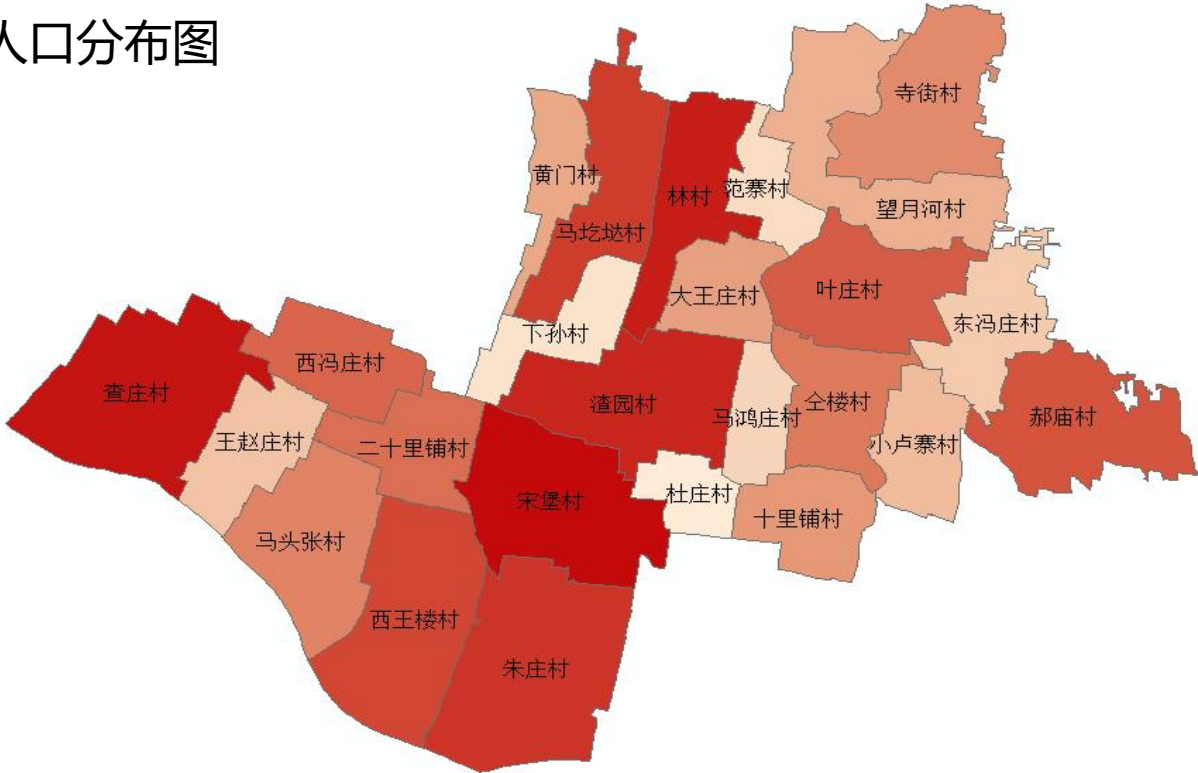 人口分布图
寺街村
黄门村
林村
范寨村
望月河村
马圪垯村
大王庄村
叶庄村
下孙村
东冯庄村
西冯庄村
查庄村
渣园村
马鸿庄村
仝楼村
郝庙村
王赵庄村
二十里铺村
小卢寨村
宋堡村
杜庄村
十里铺村
马头张村
西王楼村
朱庄村